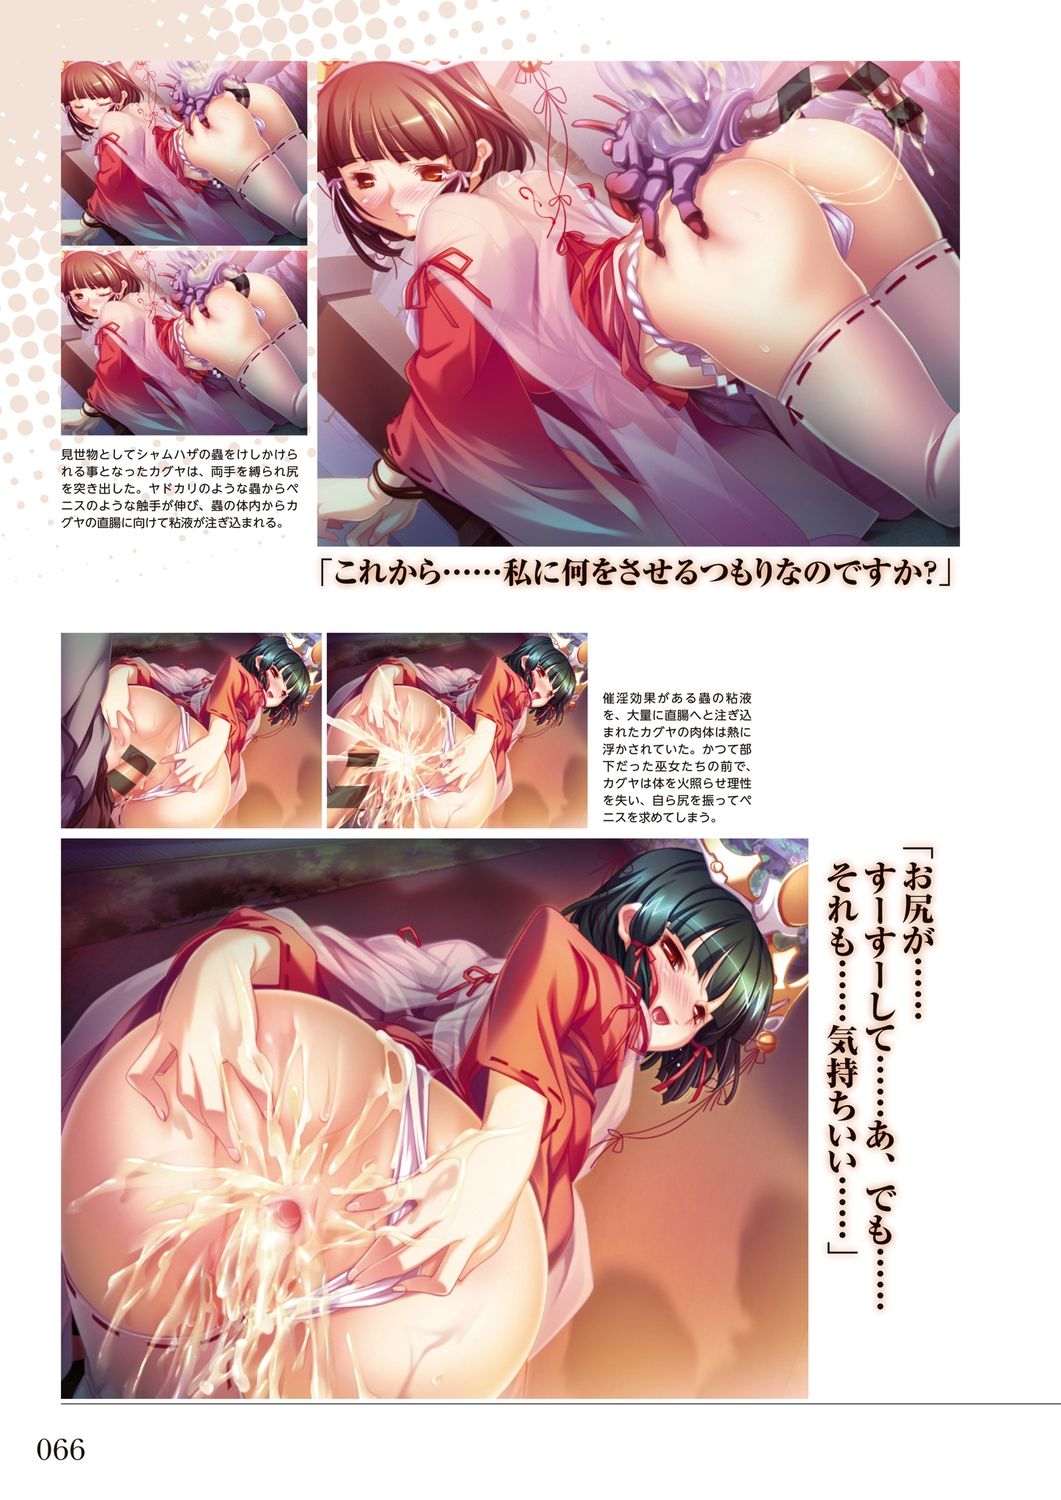 見世物としてシャムハザの蟲をけしかけら
れる事となったカグヤは、両手を縛られ尻
を突き出した。ヤドカリのような蟲からペ
ニスのような触手が伸び、蟲の体内からカ
グヤの直腸に向けて粘液が注ぎ込まれる。
「これから……私に何をさせるつもりなのですか?」
催淫効果がある蟲の粘液
を、大量に直腸へと注ぎ込
まれたカグヤの肉体は熱に
浮かされていた。かつて部
下だった巫女たちの前で、
カグヤは体を火照らせ理性
を失い、自ら尻を振ってペ
ニスを求めてしまう。
「お尻が……
すーすーして……あ、でも……
それも……気持ちいい……」
066